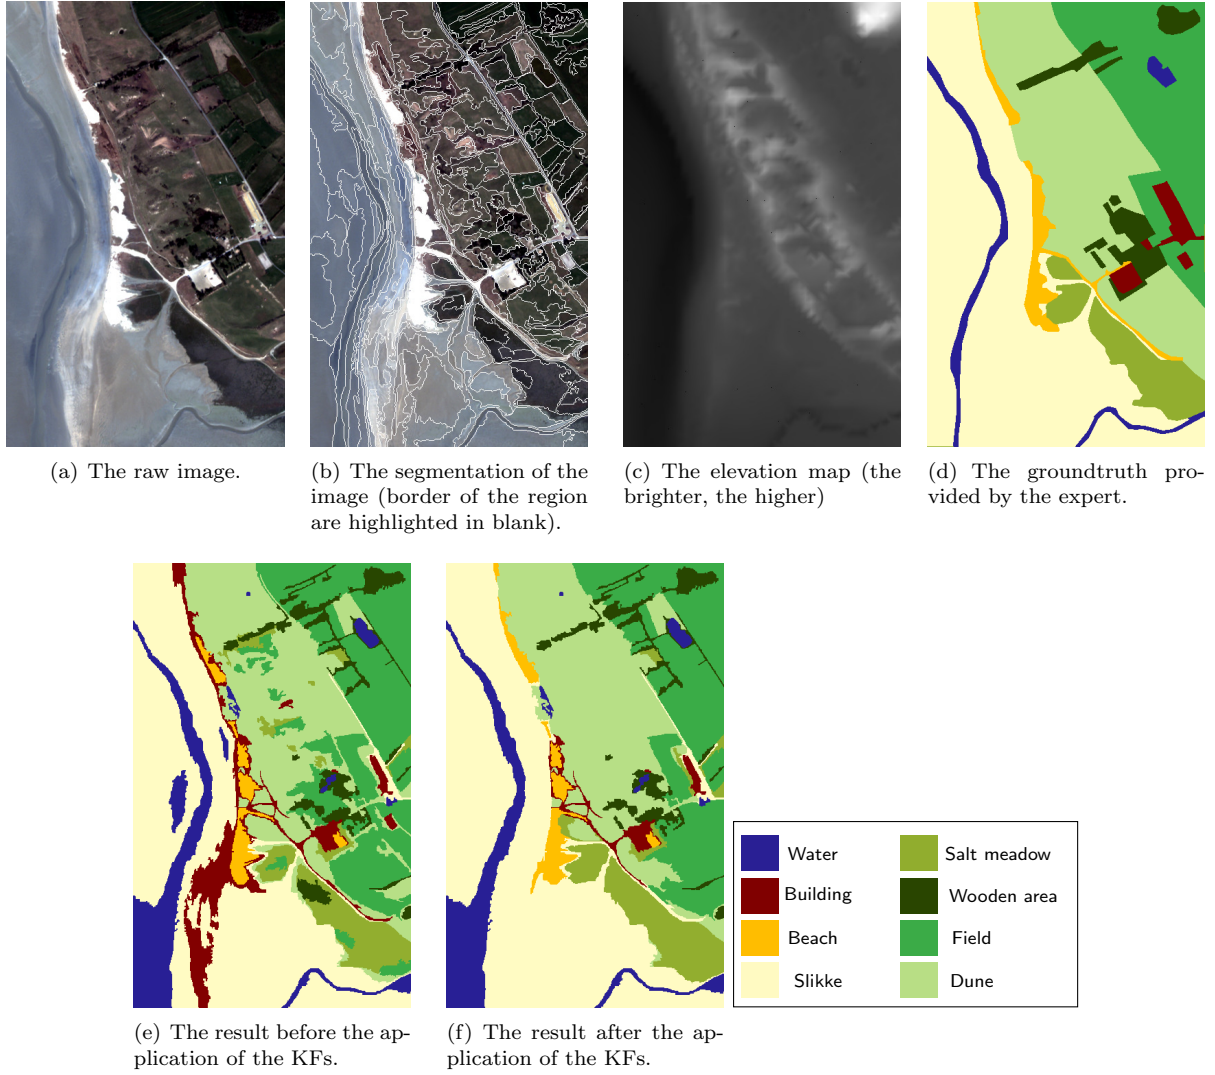 (a) The raw image.
(b) The segmentation of the
image (border of the region
are highlighted in blank).
(c) The elevation map (the
brighter, the higher)
(d) The groundtruth pro-
vided by the expert.
Water
Salt meadow
Building
Wooden area
Beach
Field
Slikke
Dune
(e) The result before the ap-
plication of the KFs.
(f) The result after the ap-
plication of the KFs.